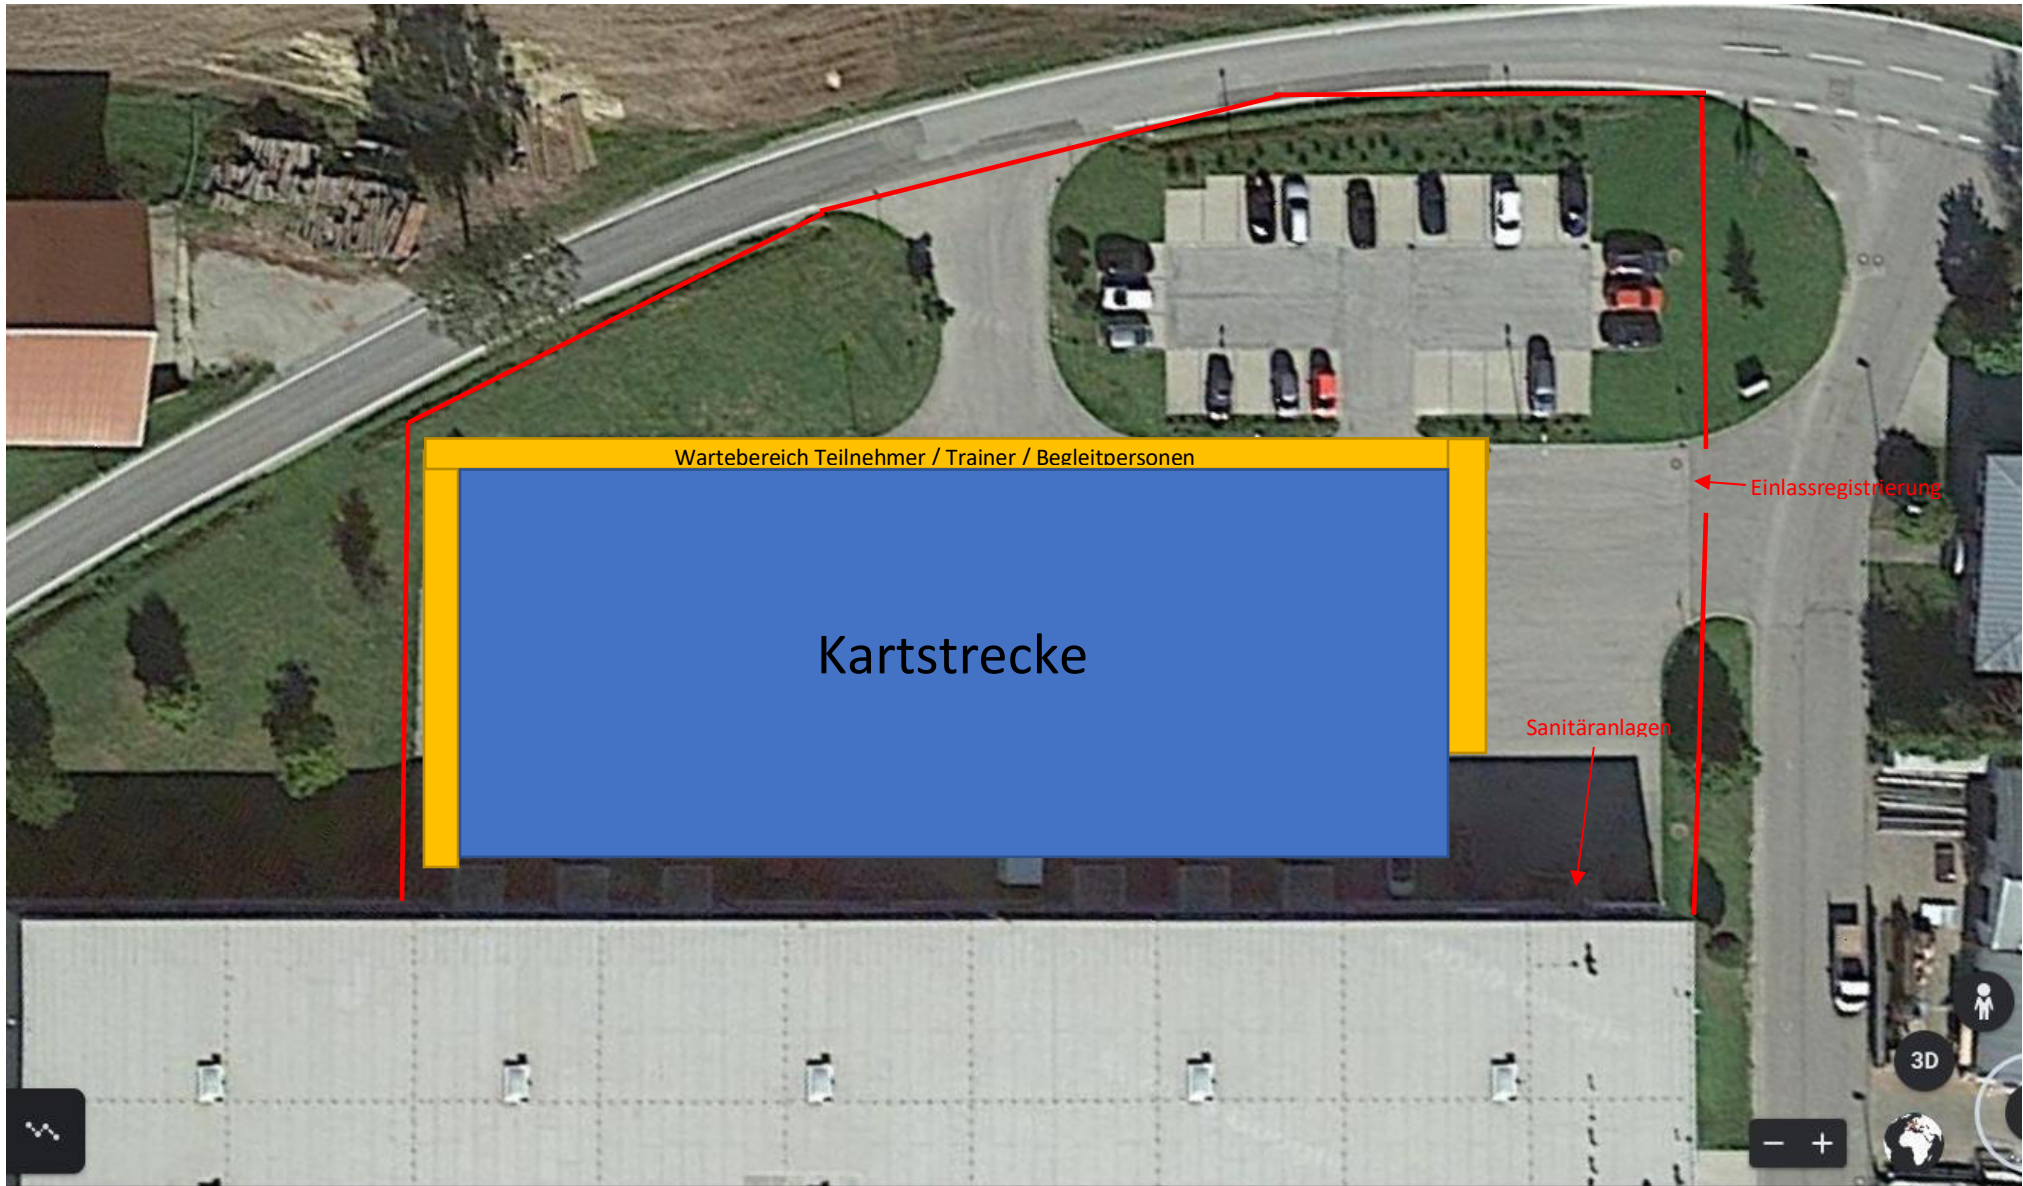 Wartebereich Teilnehmer / Trainer / Begleitpersonen
Einlassregistrierung
Kartstrecke
Sanitäranlagen
3D